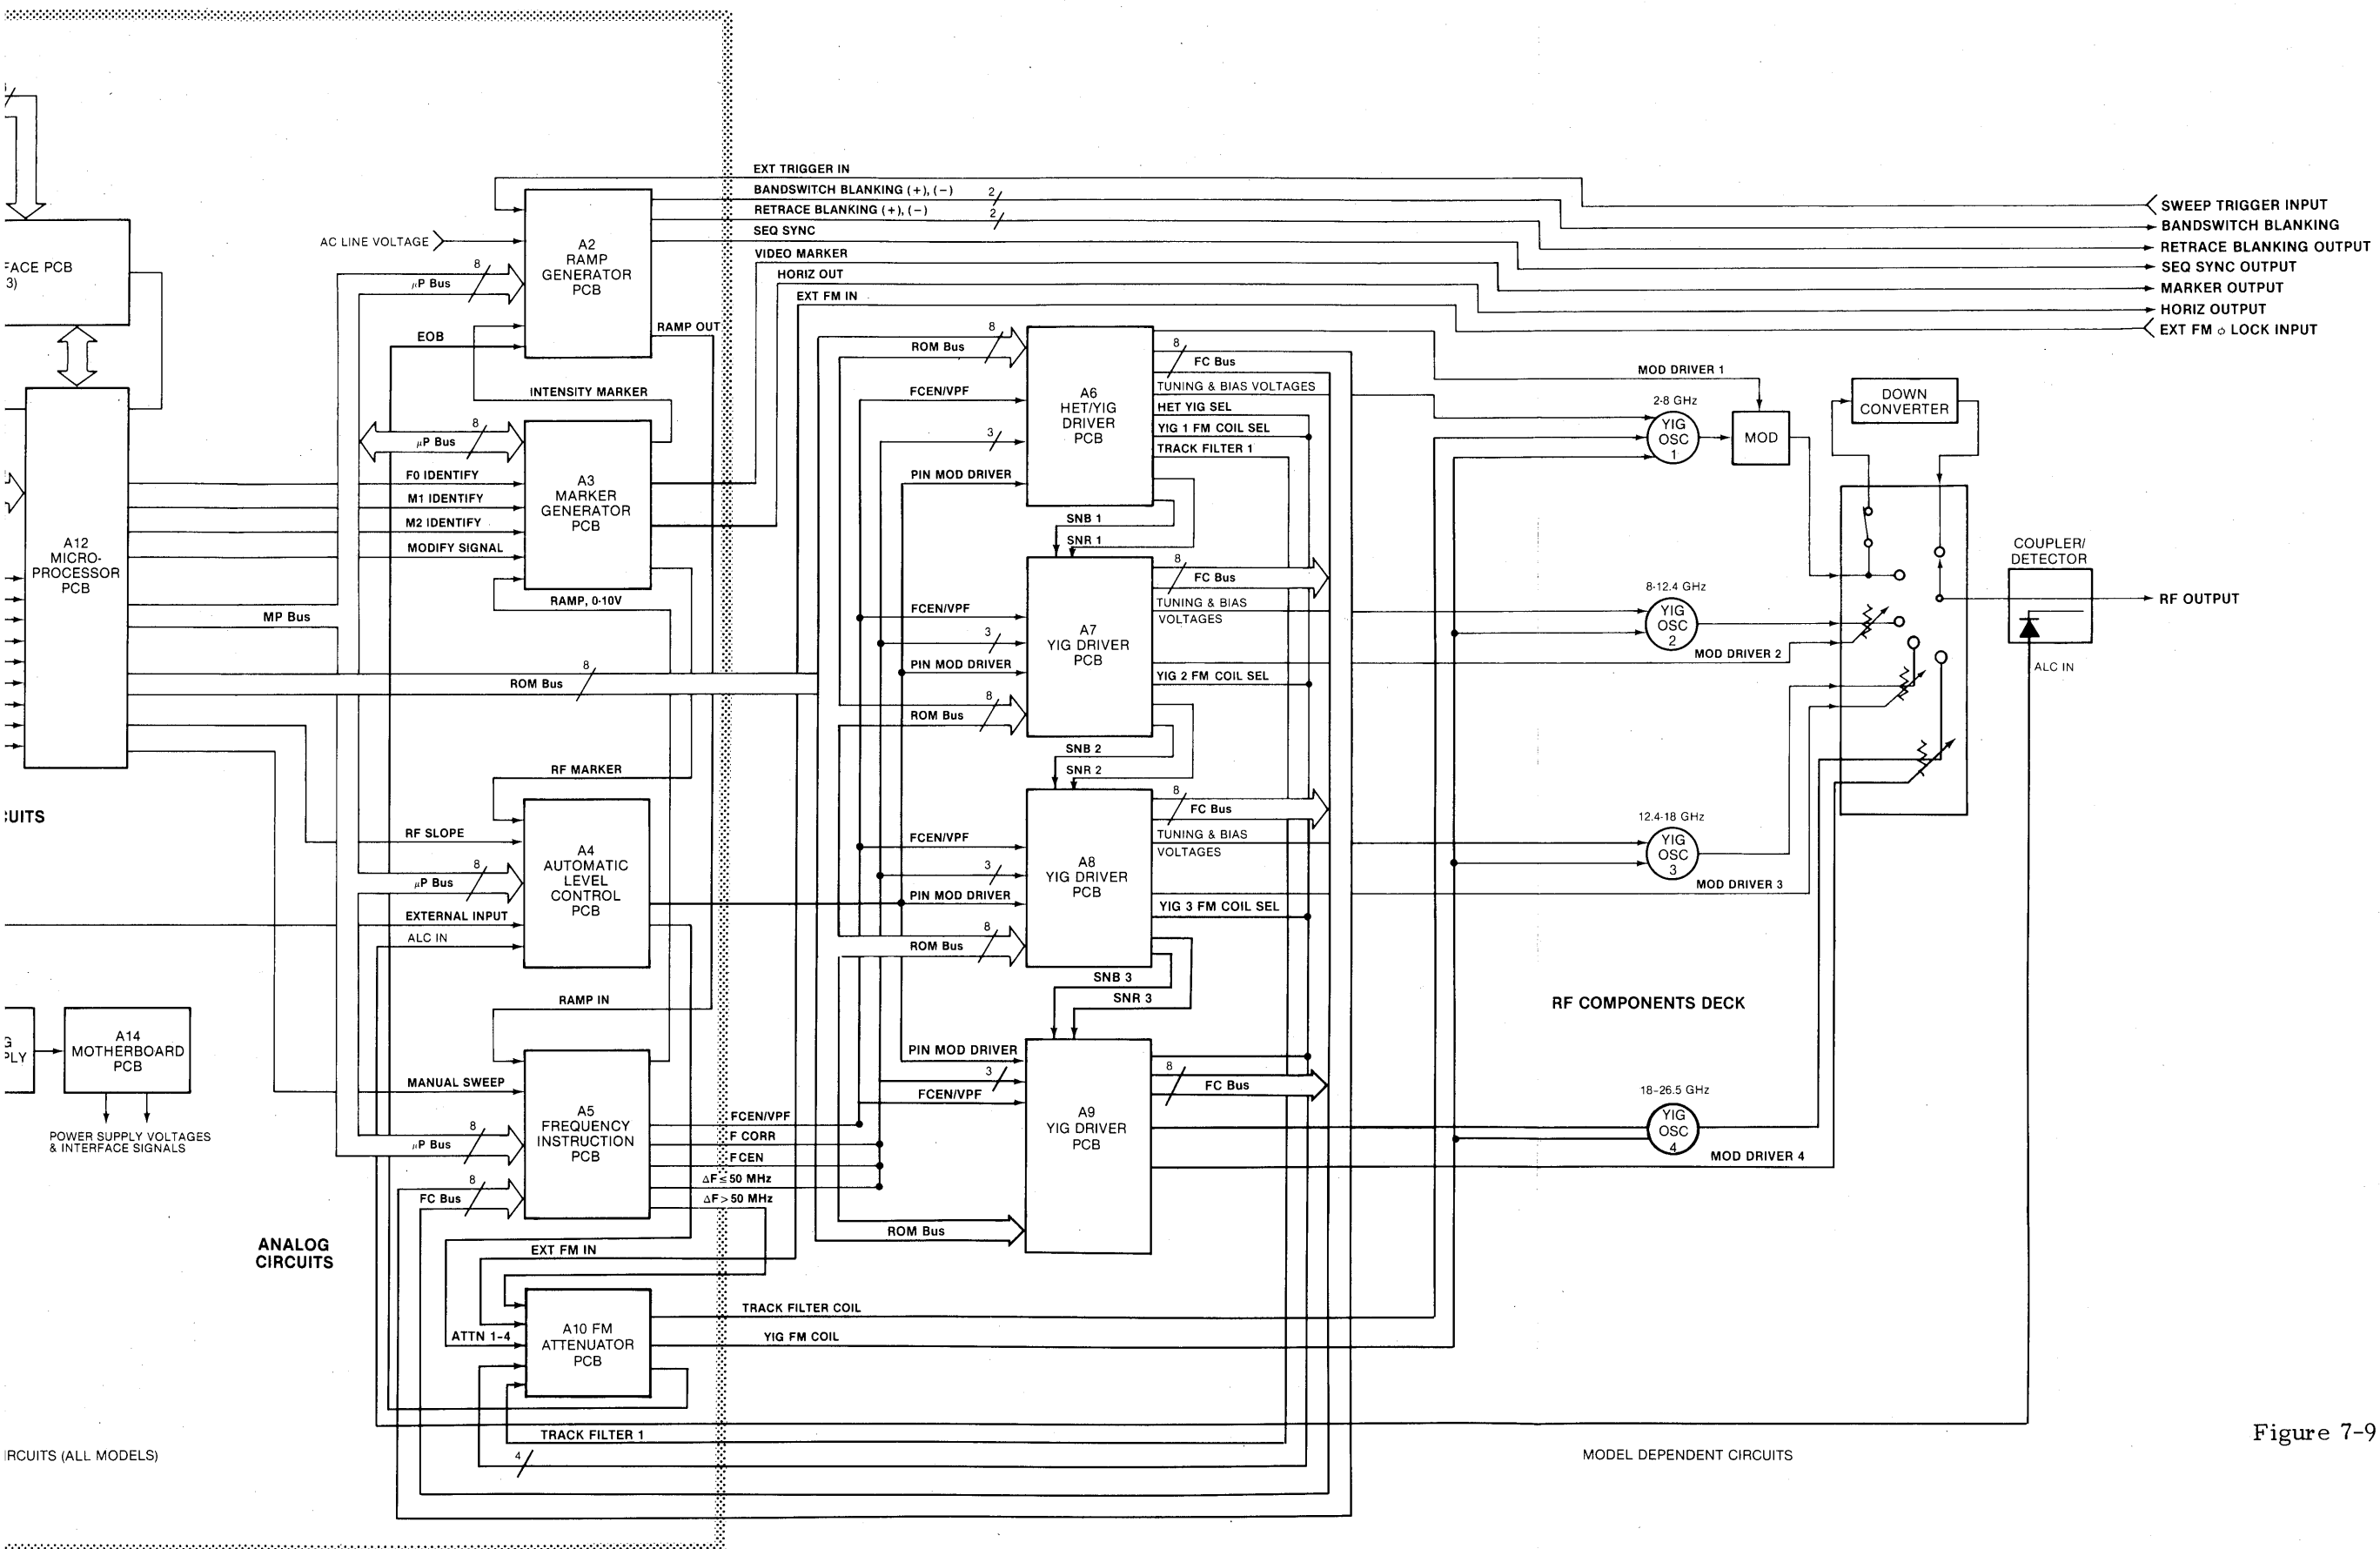 EXT TRIGGER IN
BANDSWITCH BLANKING (+), (−)
2
RETRACE BLANKING (+), (−)
2
SEQ SYNC
VIDEO MARKER
HORIZ OUT
EXT FM IN
SWEEP TRIGGER INPUT
BANDSWITCH BLANKING
RETRACE BLANKING OUTPUT
SEQ SYNC OUTPUT
MARKER OUTPUT
HORIZ OUTPUT
EXT FM ϕ LOCK INPUT
AC LINE VOLTAGE
A2
RAMP
GENERATOR
PCB
8
μP Bus
EOB
RAMP OUT
INTENSITY MARKER
FACE PCB
3)
A12
MICRO-
PROCESSOR
PCB
8
μP Bus
F0 IDENTIFY
M1 IDENTIFY
M2 IDENTIFY
MODIFY SIGNAL
A3
MARKER
GENERATOR
PCB
RAMP, 0-10V
MP Bus
8
ROM Bus
RF MARKER
CUITS
RF SLOPE
8
μP Bus
EXTERNAL INPUT
ALC IN
A4
AUTOMATIC
LEVEL
CONTROL
PCB
RAMP IN
G
PLY
A14
MOTHERBOARD
PCB
POWER SUPPLY VOLTAGES
& INTERFACE SIGNALS
MANUAL SWEEP
8
μP Bus
8
FC Bus
A5
FREQUENCY
INSTRUCTION
PCB
FCEN/VPF
F CORR
F CEN
ΔF ≤ 50 MHz
ΔF > 50 MHz
ANALOG
CIRCUITS
EXT FM IN
ATTN 1-4
A10 FM
ATTENUATOR
PCB
TRACK FILTER COIL
YIG FM COIL
TRACK FILTER 1
4
8
ROM Bus
FCEN/VPF
3
PIN MOD DRIVER
A6
HET/YIG
DRIVER
PCB
8
FC Bus
TUNING & BIAS VOLTAGES
HET YIG SEL
YIG 1 FM COIL SEL
TRACK FILTER 1
SNB 1
SNR 1
FCEN/VPF
3
PIN MOD DRIVER
8
ROM Bus
A7
YIG DRIVER
PCB
8
FC Bus
TUNING & BIAS
VOLTAGES
YIG 2 FM COIL SEL
SNB 2
SNR 2
FCEN/VPF
3
PIN MOD DRIVER
8
ROM Bus
A8
YIG DRIVER
PCB
8
FC Bus
TUNING & BIAS
VOLTAGES
YIG 3 FM COIL SEL
SNB 3
SNR 3
PIN MOD DRIVER
3
FCEN/VPF
ROM Bus
A9
YIG DRIVER
PCB
8
FC Bus
MOD DRIVER 1
2-8 GHz
YIG
OSC
1
MOD
DOWN
CONVERTER
8-12.4 GHz
YIG
OSC
2
MOD DRIVER 2
COUPLER/
DETECTOR
RF OUTPUT
ALC IN
12.4-18 GHz
YIG
OSC
3
MOD DRIVER 3
RF COMPONENTS DECK
18-26.5 GHz
YIG
OSC
4
MOD DRIVER 4
IRCUITS (ALL MODELS)
MODEL DEPENDENT CIRCUITS
Figure 7-9